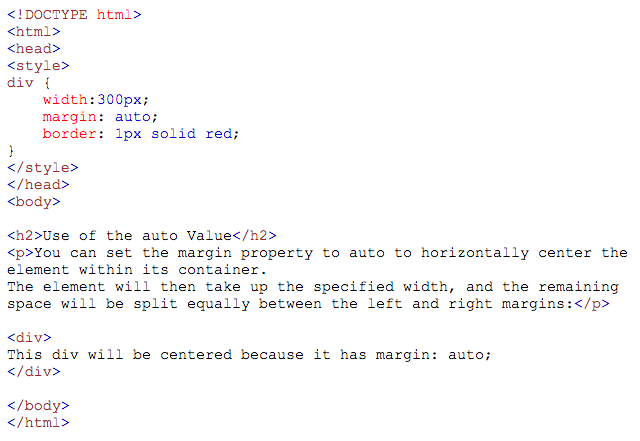 <!DOCTYPE html>
<html>
<head>
<style>
div {
    width:300px;
    margin: auto;
    border: 1px solid red;
}
</style>
</head>
<body>

<h2>Use of the auto Value</h2>
<p>You can set the margin property to auto to horizontally center the
element within its container.
The element will then take up the specified width, and the remaining
space will be split equally between the left and right margins:</p>

<div>
This div will be centered because it has margin: auto;
</div>

</body>
</html>